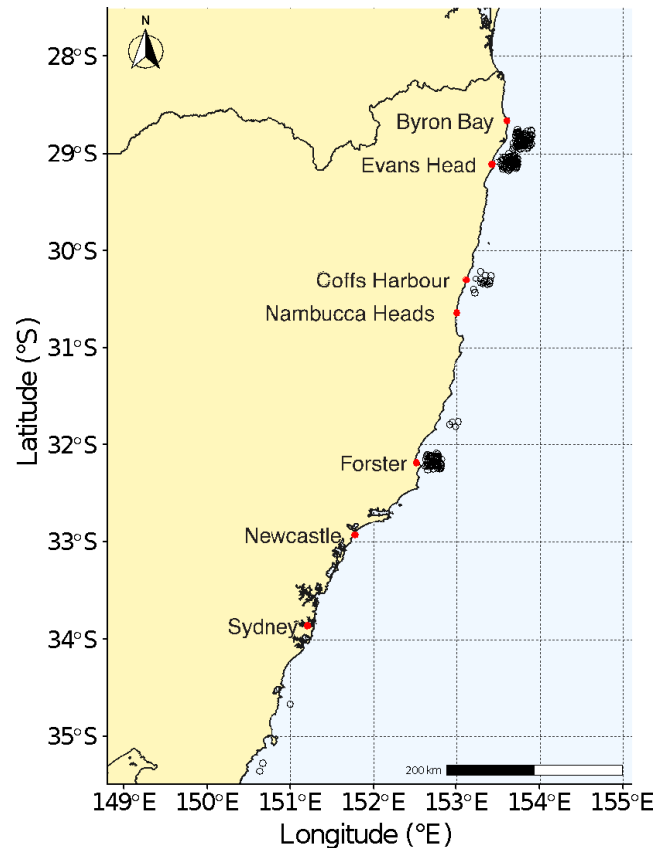 N
28°S
Byron Bay
29°S
Evans Head
30°S
Coffs Harbour
Nambucca Heads
31°S
Latitude (°S)
32°S
Forster
33°S
Newcastle
34°S
Sydney
35°S
200 km
149°E 150°E 151°E 152°E 153°E 154°E 155°E
Longitude (°E)